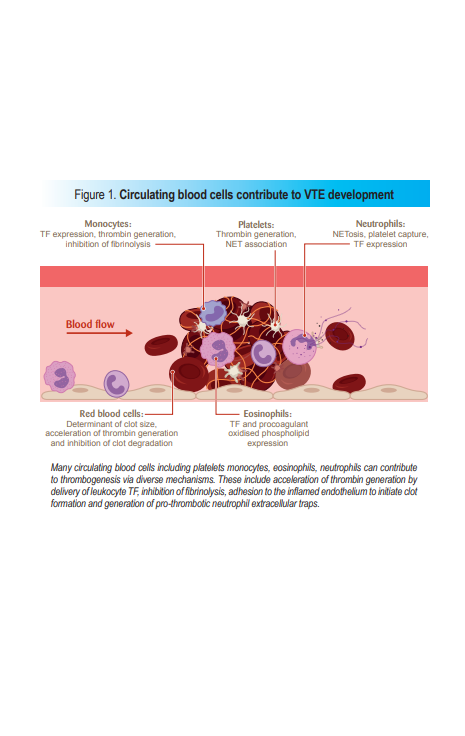 Figure 1. Circulating blood cells contribute to VTE development
Monocytes:
TF expression, thrombin generation,
inhibition of fibrinolysis
Platelets:
Thrombin generation,
NET association
Neutrophils:
NETosis, platelet capture,
TF expression
Blood flow
Red blood cells:
Determinant of clot size,
acceleration of thrombin generation
and inhibition of clot degradation
Eosinophils:
TF and procoagulant
oxidised phospholipid
expression
Many circulating blood cells including platelets monocytes, eosinophils, neutrophils can contribute
to thrombogenesis via diverse mechanisms. These include acceleration of thrombin generation by
delivery of leukocyte TF, inhibition of fibrinolysis, adhesion to the inflamed endothelium to initiate clot
formation and generation of pro-thrombotic neutrophil extracellular traps.